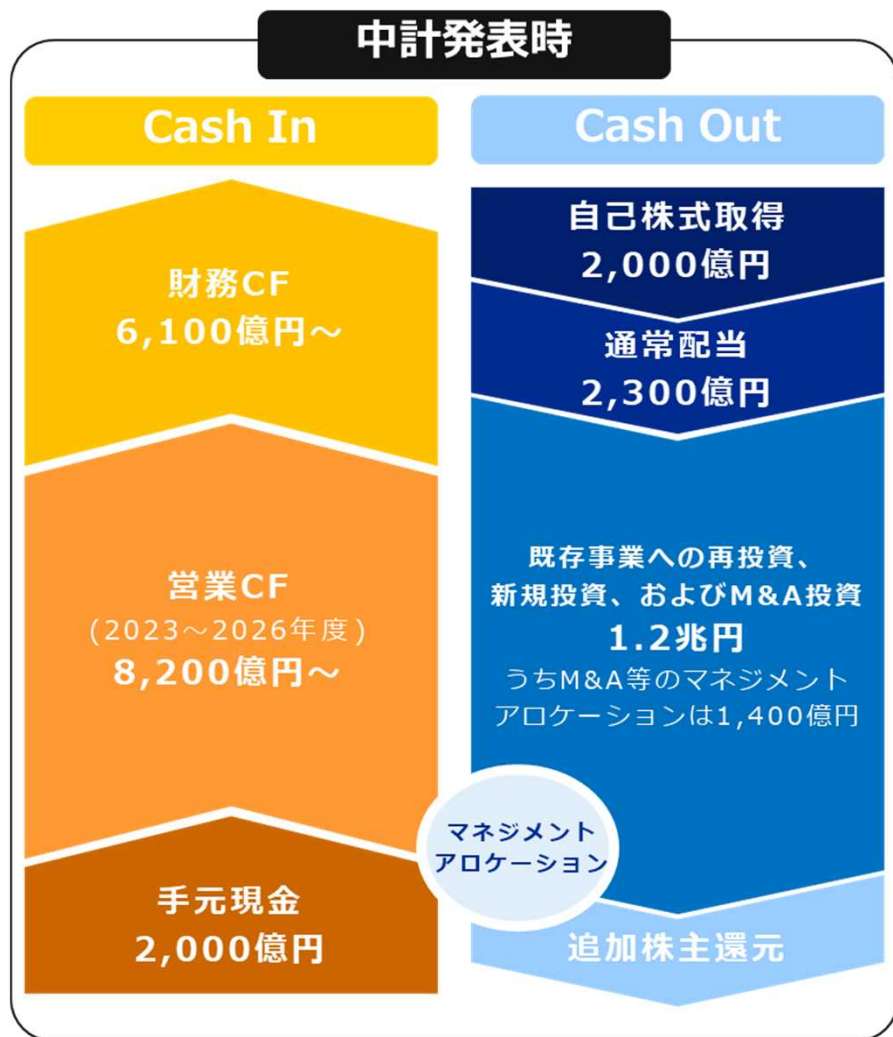 中計発表時
Cash In
財務CF
6,100億円～
営業CF
(2023～2026年度)
8,200億円～
手元現金
2,000億円
Cash Out
自己株式取得
2,000億円
通常配当
2,300億円
既存事業への再投資、
新規投資、およびM&A投資
1.2兆円
うちM&A等のマネジメント
アロケーションは1,400億円
マネジメント
アロケーション
追加株主還元